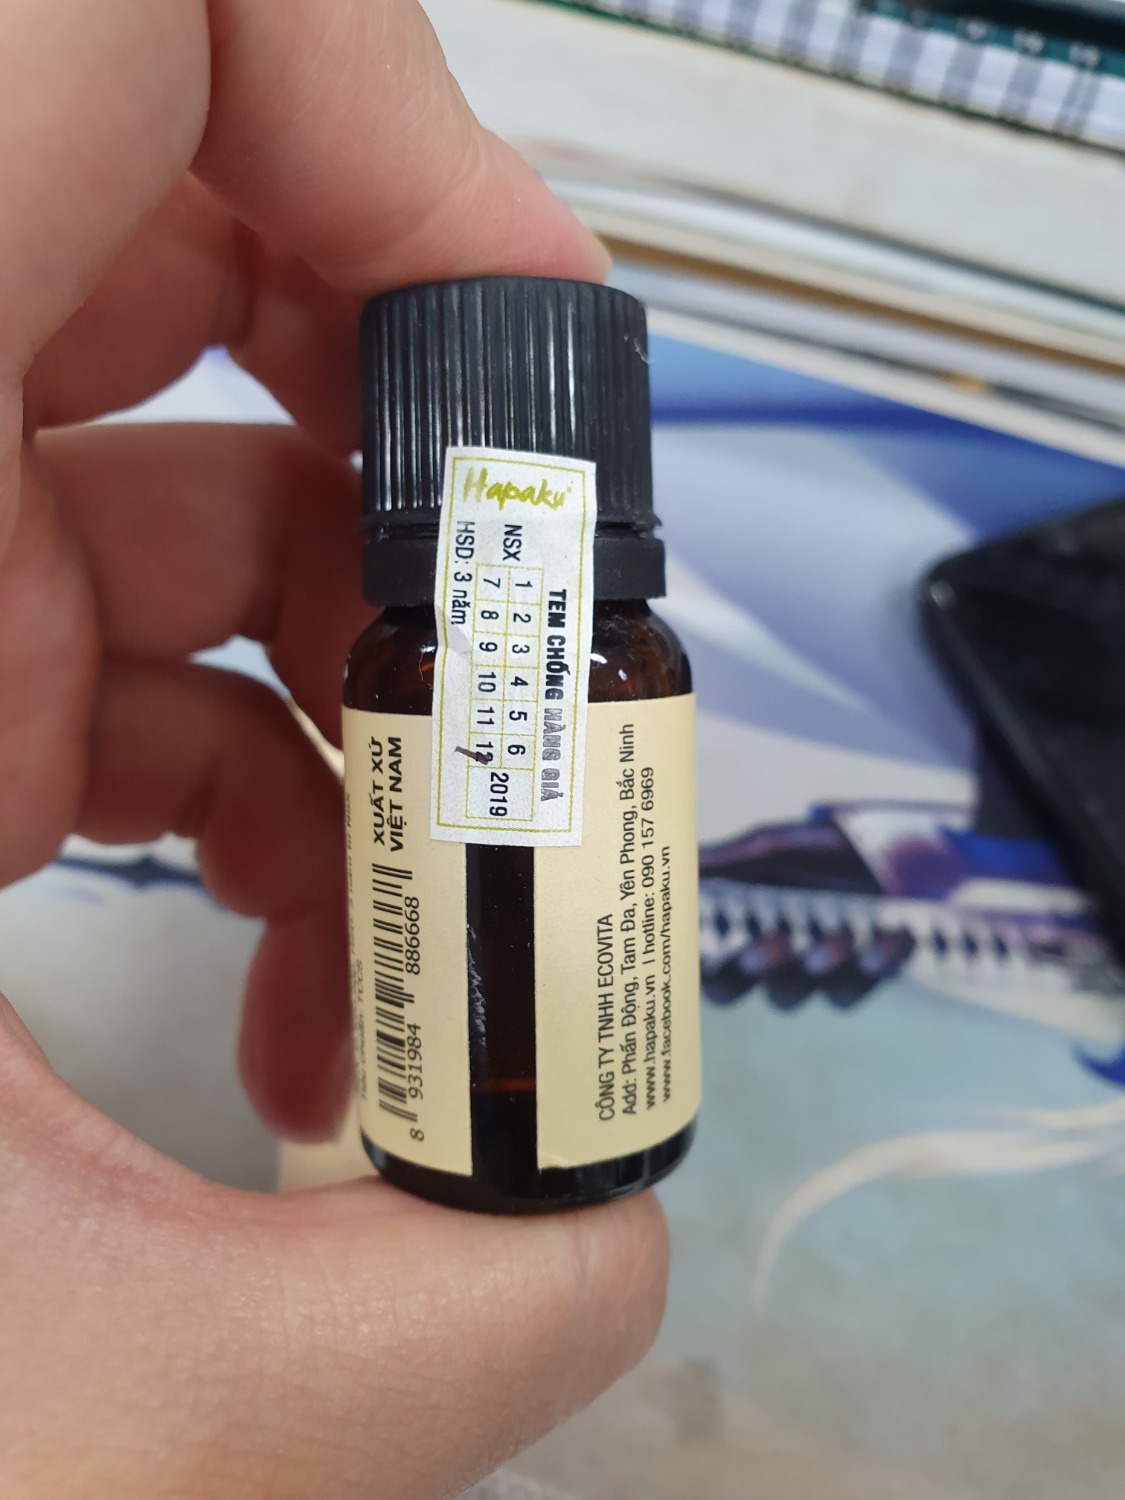 Hapaku
TEM CHỐNG HÀNG GIẢ
NSX 1 2 3 4 5 6 2019
7 8 9 10 11 12
HSD: 3 năm
XUẤT XỨ
VIỆT NAM
8 931984 886668
CÔNG TY TNHH ECOVITA
Add: Phấn Động, Tam Đa, Yên Phong, Bắc Ninh
www.hapaku.vn I hotline: 090 157 6969
www.facebook.com/hapaku.vn